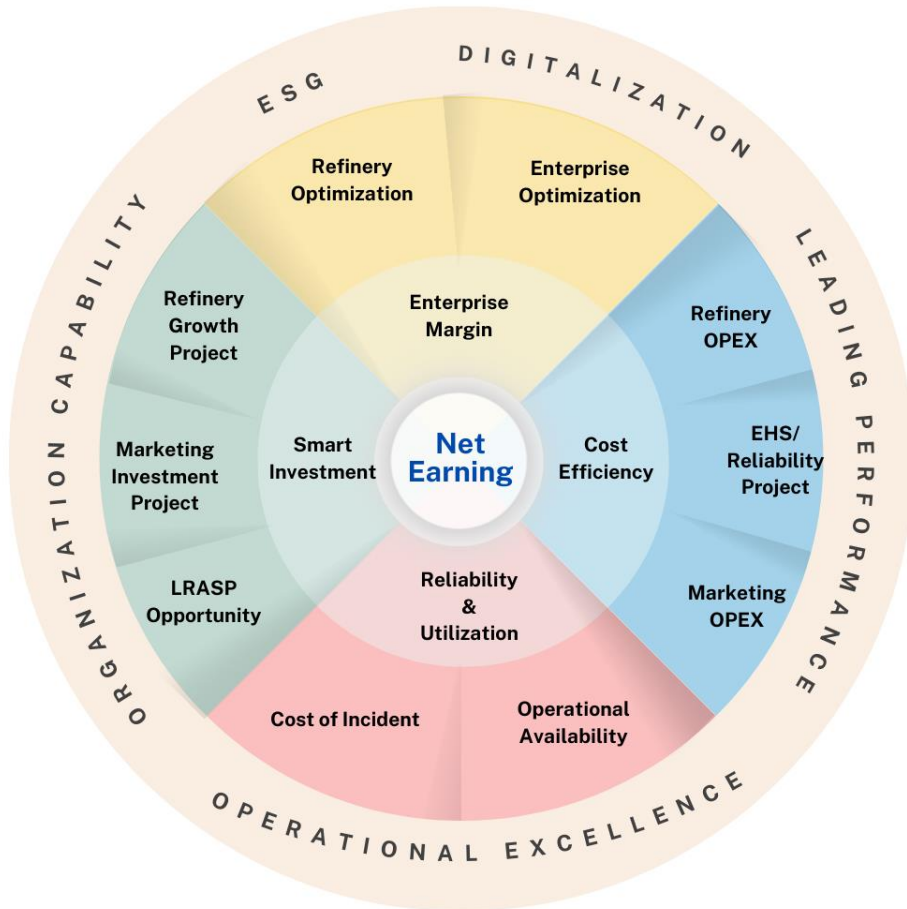 ESG
DIGITALIZATION
LEADING PERFORMANCE
OPERATIONAL EXCELLENCE
ORGANIZATION CAPABILITY
Refinery
Optimization
Enterprise
Optimization
Enterprise
Margin
Refinery
OPEX
EHS/
Reliability
Project
Marketing
OPEX
Cost
Efficiency
Operational
Availability
Cost of Incident
Reliability
&
Utilization
LRASP
Opportunity
Marketing
Investment
Project
Refinery
Growth
Project
Smart
Investment
Net
Earning